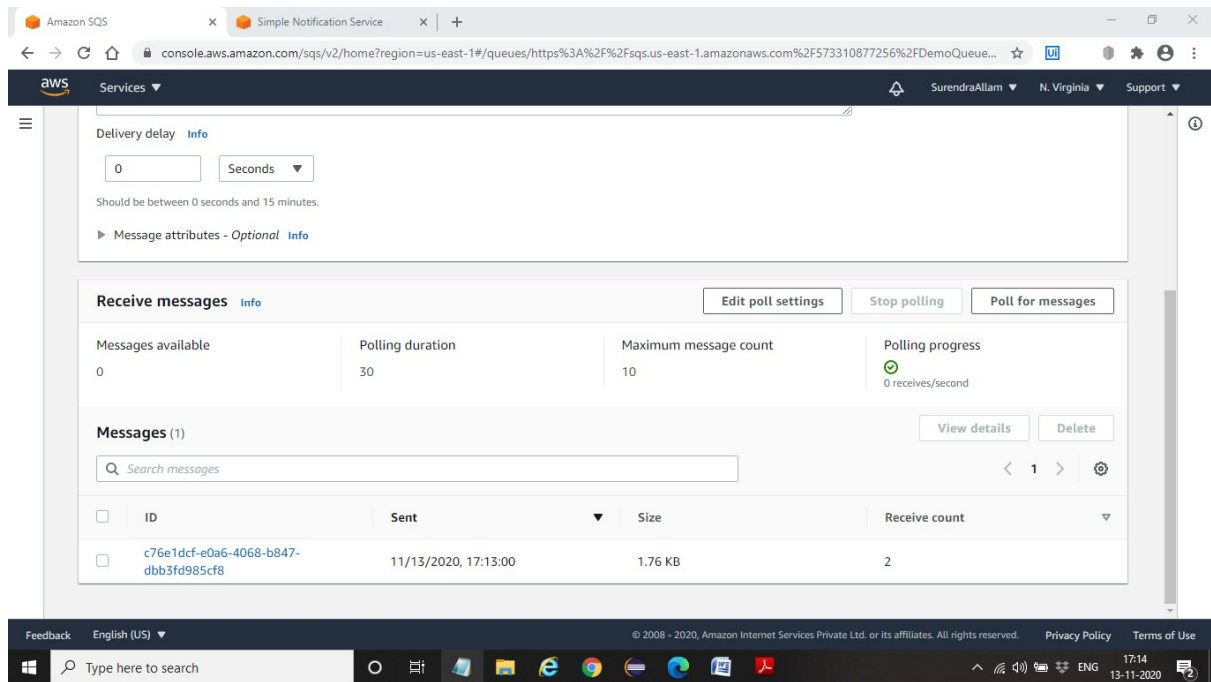 Amazon SQS
Simple Notification Service
console.aws.amazon.com/sqs/v2/home?region=us-east-1#/queues/https%3A%2F%2Fsqs.us-east-1.amazonaws.com%2F573310877256%2FDemoQueue...
Ui
aws Services SurendraAllam N. Virginia Support
Delivery delay Info
0 Seconds
Should be between 0 seconds and 15 minutes.
Message attributes - Optional Info
Receive messages Info Edit poll settings Stop polling Poll for messages
Messages available Polling duration Maximum message count Polling progress
0 30 10
0 receives/second
Messages (1) View details Delete
Search messages 1
ID Sent Size Receive count
c76e1dcf-e0a6-4068-b847-
dbb3fd985cf8 11/13/2020, 17:13:00 1.76 KB 2
Feedback English (US) © 2008 - 2020, Amazon Internet Services Private Ltd. or its affiliates. All rights reserved. Privacy Policy Terms of Use
Type here to search ENG 17:14
13-11-2020 2